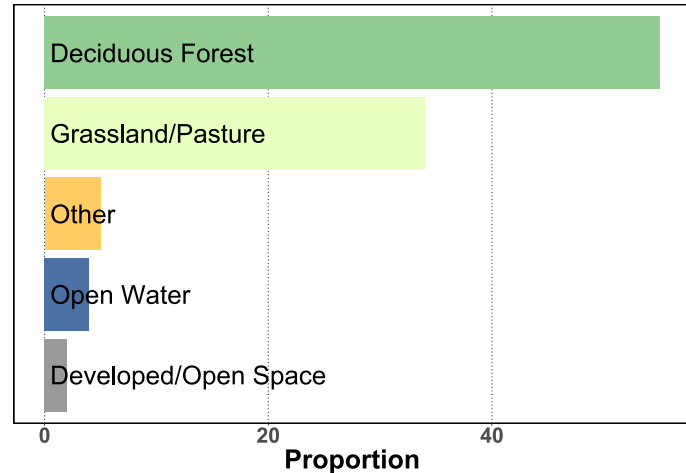 Deciduous Forest
Grassland/Pasture
Other
Open Water
Developed/Open Space
0 20 40
Proportion